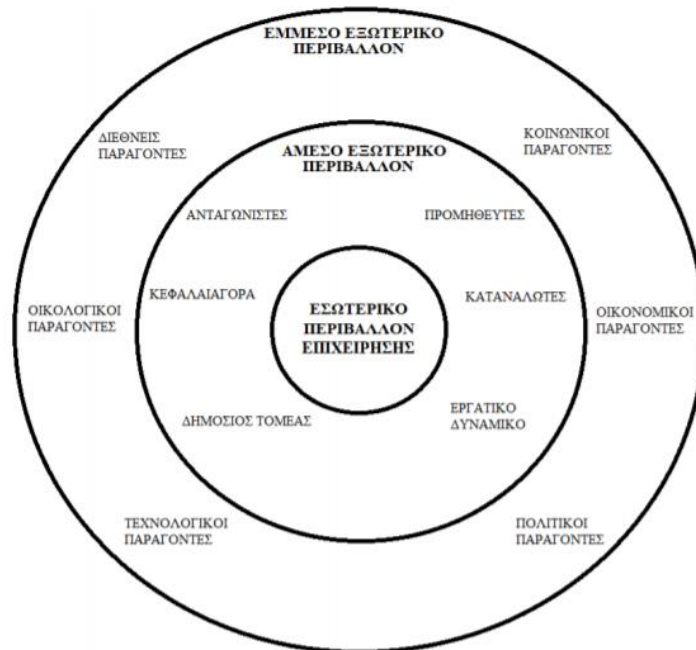 ΕΜΜΕΣΟ ΕΞΩΤΕΡΙΚΟ
ΠΕΡΙΒΑΛΛΟΝ
ΔΙΕΘΝΕΙΣ
ΠΑΡΑΓΟΝΤΕΣ
ΚΟΙΝΩΝΙΚΟΙ
ΠΑΡΑΓΟΝΤΕΣ
ΑΜΕΣΟ ΕΞΩΤΕΡΙΚΟ
ΠΕΡΙΒΑΛΛΟΝ
ΑΝΤΑΓΩΝΙΣΤΕΣ
ΠΡΟΜΗΘΕΥΤΕΣ
ΚΕΦΑΛΑΙΑΓΟΡΑ
ΚΑΤΑΝΑΛΩΤΕΣ
ΟΙΚΟΛΟΓΙΚΟΙ
ΠΑΡΑΓΟΝΤΕΣ
ΕΣΩΤΕΡΙΚΟ
ΠΕΡΙΒΑΛΛΟΝ
ΕΠΙΧΕΙΡΗΣΗΣ
ΟΙΚΟΝΟΜΙΚΟΙ
ΠΑΡΑΓΟΝΤΕΣ
ΔΗΜΟΣΙΟΣ ΤΟΜΕΑΣ
ΕΡΓΑΤΙΚΟ
ΔΥΝΑΜΙΚΟ
ΤΕΧΝΟΛΟΓΙΚΟΙ
ΠΑΡΑΓΟΝΤΕΣ
ΠΟΛΙΤΙΚΟΙ
ΠΑΡΑΓΟΝΤΕΣ